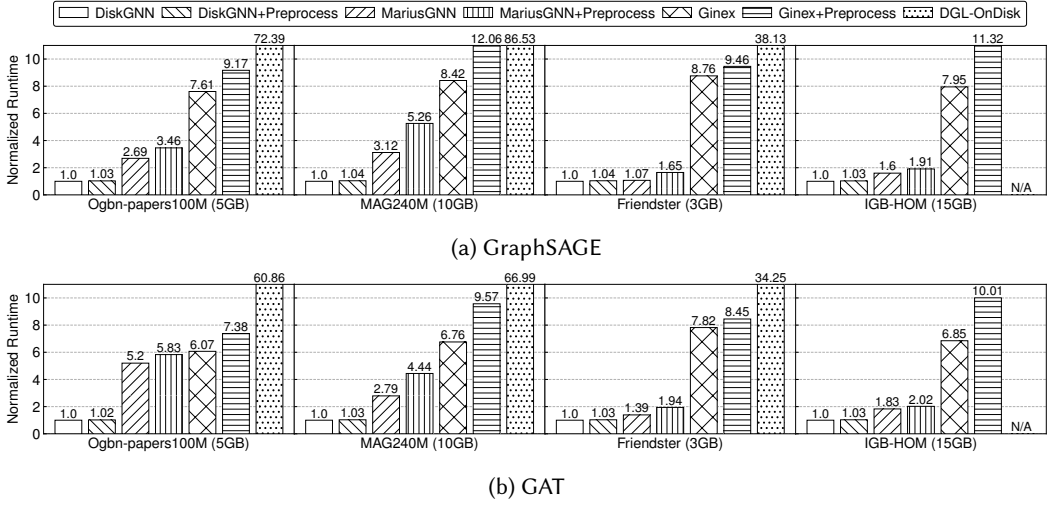 DiskGNN DiskGNN+Preprocess MariusGNN MariusGNN+Preprocess Ginex Ginex+Preprocess DGL-OnDisk
72.39 12.06 86.53 38.13 11.32
Normalized Runtime
10
8
6
4
2
0
1.0 1.03 2.69 3.46 7.61 9.17
1.0 1.04 3.12 5.26 8.42
1.0 1.04 1.07 1.65 8.76 9.46
1.0 1.03 1.6 1.91 7.95 N/A
Ogbn-papers100M (5GB) MAG240M (10GB) Friendster (3GB) IGB-HOM (15GB)
(a) GraphSAGE
60.86 66.99 34.25
Normalized Runtime
10
8
6
4
2
0
1.0 1.02 5.2 5.83 6.07 7.38
1.0 1.03 2.79 4.44 6.76 9.57
1.0 1.03 1.39 1.94 7.82 8.45
1.0 1.03 1.83 2.02 6.85 10.01 N/A
Ogbn-papers100M (5GB) MAG240M (10GB) Friendster (3GB) IGB-HOM (15GB)
(b) GAT